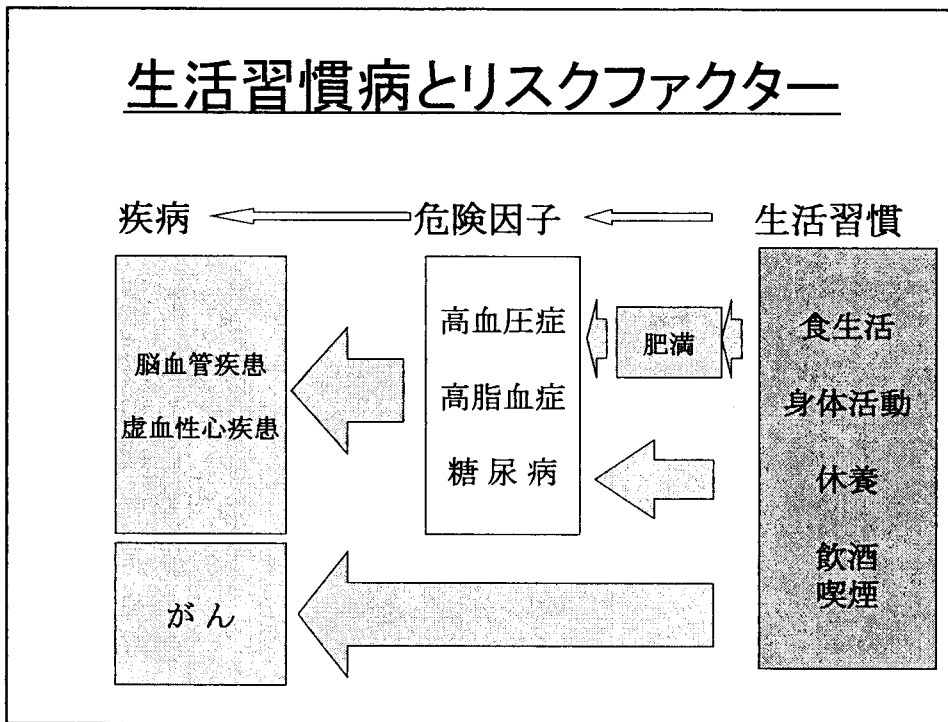 生活習慣病とリスクファクター
疾病
危険因子
生活習慣
脳血管疾患
虚血性心疾患
がん
高血圧症
高脂血症
糖尿病
肥満
食生活
身体活動
休養
飲酒
喫煙